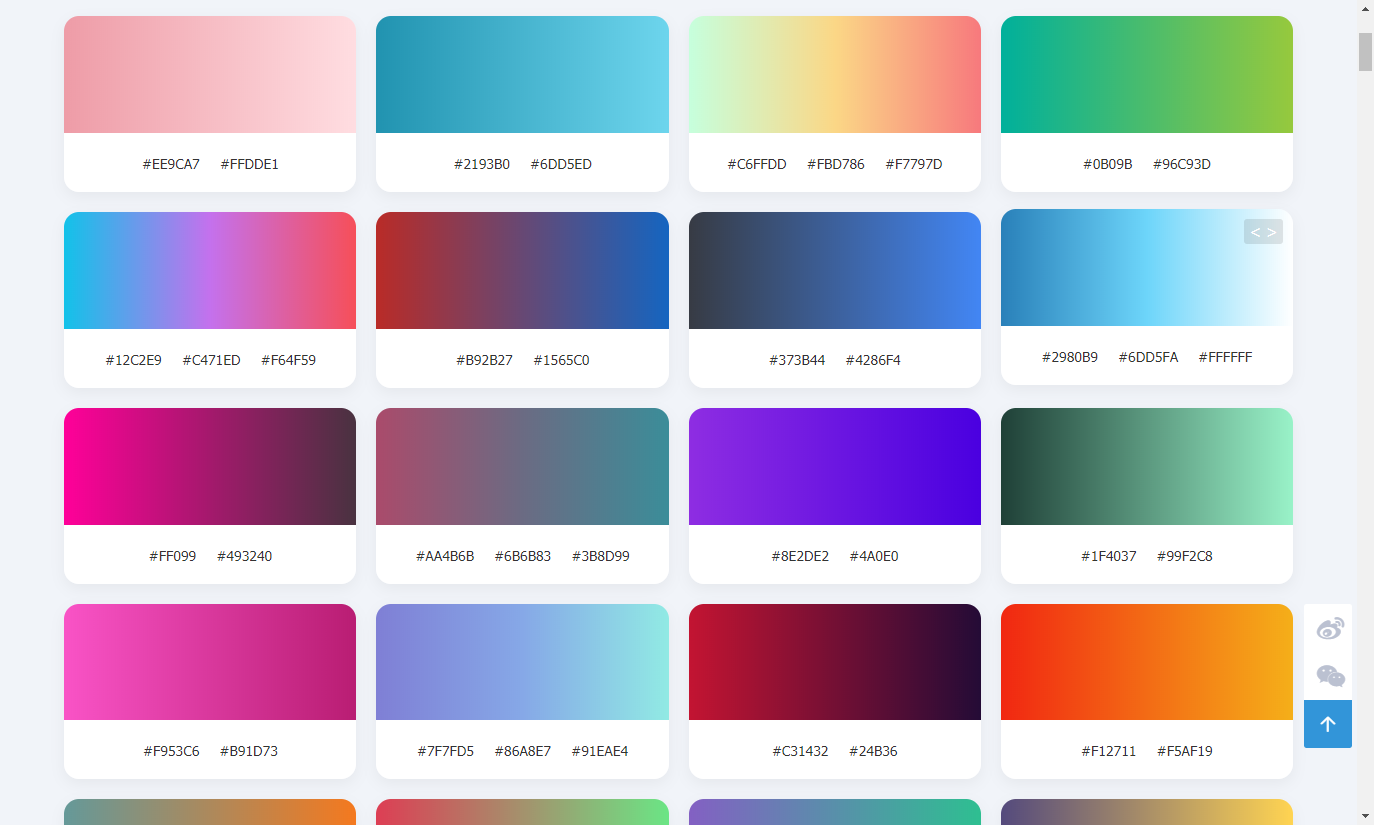 #EE9CA7 #FFDDE1
#2193B0 #6DD5ED
#C6FFDD #FBD786 #F7797D
#0B09B #96C93D
< >
#12C2E9 #C471ED #F64F59
#B92B27 #1565C0
#373B44 #4286F4
#2980B9 #6DD5FA #FFFFFF
#FF099 #493240
#AA4B6B #6B6B83 #3B8D99
#8E2DE2 #4A0E0
#1F4037 #99F2C8
#F953C6 #B91D73
#7F7FD5 #86A8E7 #91EAE4
#C31432 #24B36
#F12711 #F5AF19